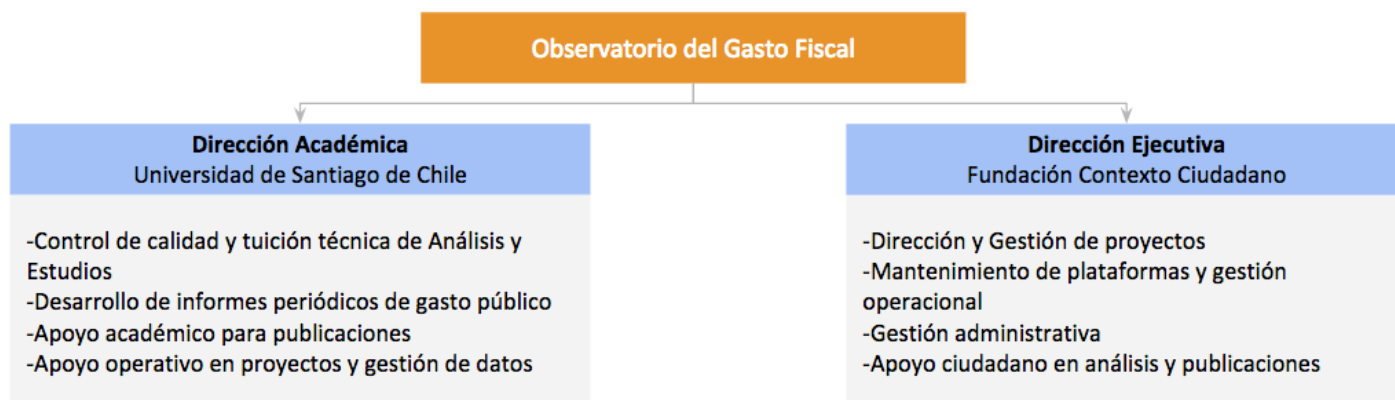 Observatorio del Gasto Fiscal
Dirección Académica
Universidad de Santiago de Chile
-Control de calidad y tuición técnica de Análisis y
Estudios
-Desarrollo de informes periódicos de gasto público
-Apoyo académico para publicaciones
-Apoyo operativo en proyectos y gestión de datos
Dirección Ejecutiva
Fundación Contexto Ciudadano
-Dirección y Gestión de proyectos
-Mantenimiento de plataformas y gestión
operacional
-Gestión administrativa
-Apoyo ciudadano en análisis y publicaciones